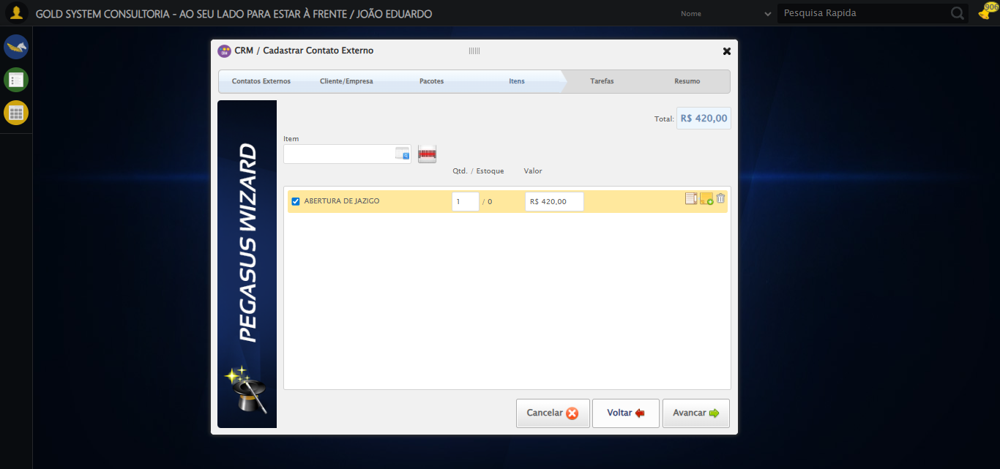 GOLD SYSTEM CONSULTORIA - AO SEU LADO PARA ESTAR À FRENTE / JOÃO EDUARDO
Nome
Pesquisa Rapida
906
CRM / Cadastrar Contato Externo
Contatos Externos
Cliente/Empresa
Pacotes
Itens
Tarefas
Resumo
PEGASUS WIZARD
Total: R$ 420,00
Item
Qtd. / Estoque
Valor
ABERTURA DE JAZIGO
1
/ 0
R$ 420,00
Cancelar
Voltar
Avancar